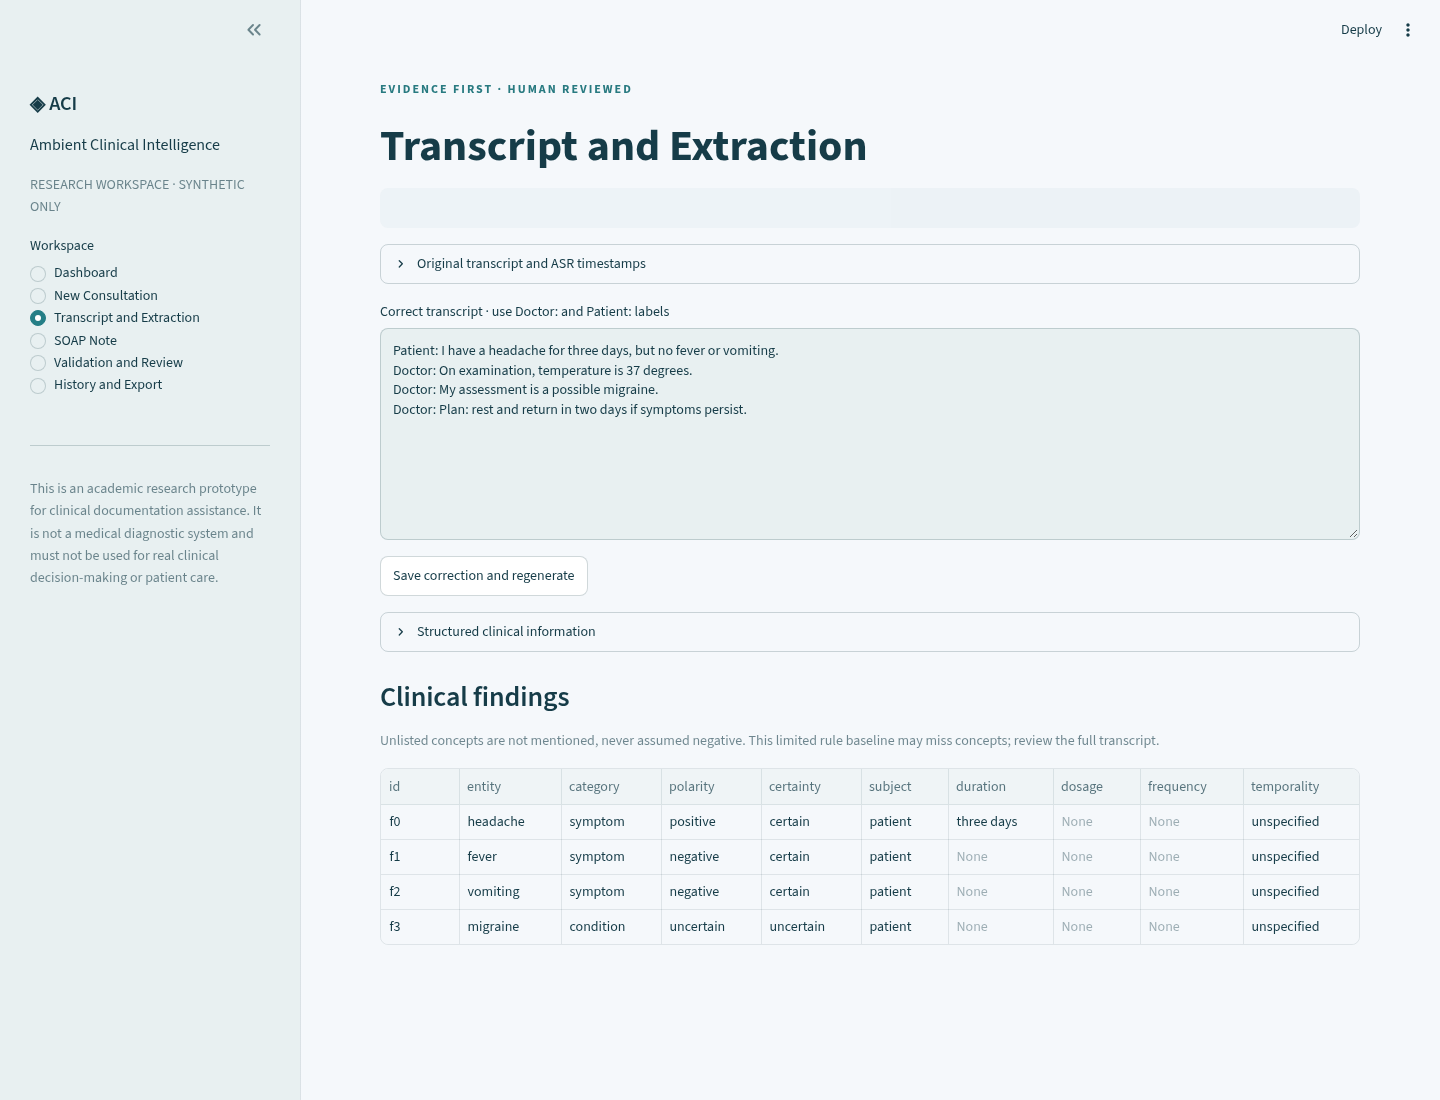 Deploy
◈ ACI
Ambient Clinical Intelligence
RESEARCH WORKSPACE · SYNTHETIC
ONLY
Workspace
Dashboard
New Consultation
Transcript and Extraction
SOAP Note
Validation and Review
History and Export
This is an academic research prototype
for clinical documentation assistance. It
is not a medical diagnostic system and
must not be used for real clinical
decision-making or patient care.
EVIDENCE FIRST · HUMAN REVIEWED
Transcript and Extraction
Original transcript and ASR timestamps
Correct transcript · use Doctor: and Patient: labels
Patient: I have a headache for three days, but no fever or vomiting.
Doctor: On examination, temperature is 37 degrees.
Doctor: My assessment is a possible migraine.
Doctor: Plan: rest and return in two days if symptoms persist.
Save correction and regenerate
Structured clinical information
Clinical findings
Unlisted concepts are not mentioned, never assumed negative. This limited rule baseline may miss concepts; review the full transcript.
id entity category polarity certainty subject duration dosage frequency temporality
f0 headache symptom positive certain patient three days None None unspecified
f1 fever symptom negative certain patient None None None unspecified
f2 vomiting symptom negative certain patient None None None unspecified
f3 migraine condition uncertain uncertain patient None None None unspecified